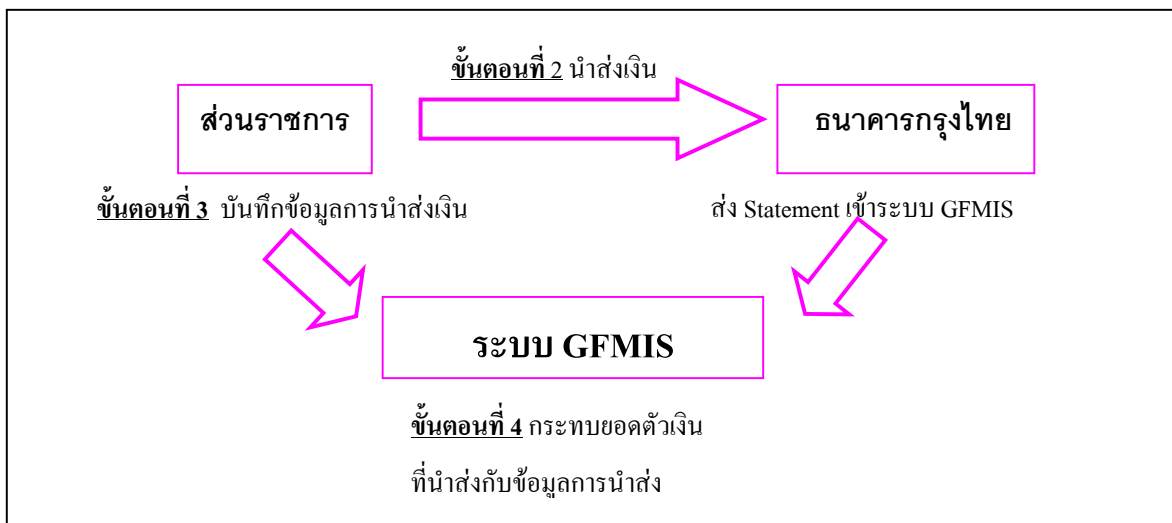 ขั้นตอนที่ 2 นำส่งเงิน
ส่วนราชการ
ธนาคารกรุงไทย
ขั้นตอนที่ 3 บันทึกข้อมูลการนำส่งเงิน
ส่ง Statement เข้าระบบ GFMIS
ระบบ GFMIS
ขั้นตอนที่ 4 กระทบยอดตัวเงิน
ที่นำส่งกับข้อมูลการนำส่ง